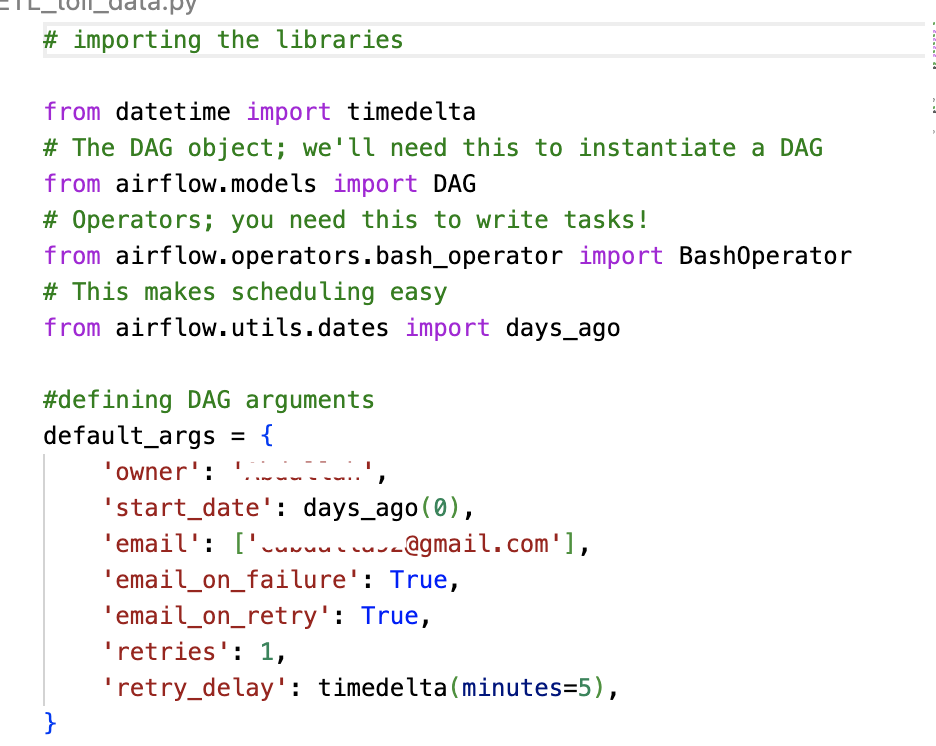 ETL_toll_data.py
# importing the libraries
from datetime import timedelta
# The DAG object; we'll need this to instantiate a DAG
from airflow.models import DAG
# Operators; you need this to write tasks!
from airflow.operators.bash_operator import BashOperator
# This makes scheduling easy
from airflow.utils.dates import days_ago
#defining DAG arguments
default_args = {
'owner': '
',
'start_date': days_ago(0),
'email': ['
@gmail.com'],
'email_on_failure': True,
'email_on_retry': True,
'retries': 1,
'retry_delay': timedelta(minutes=5),
}